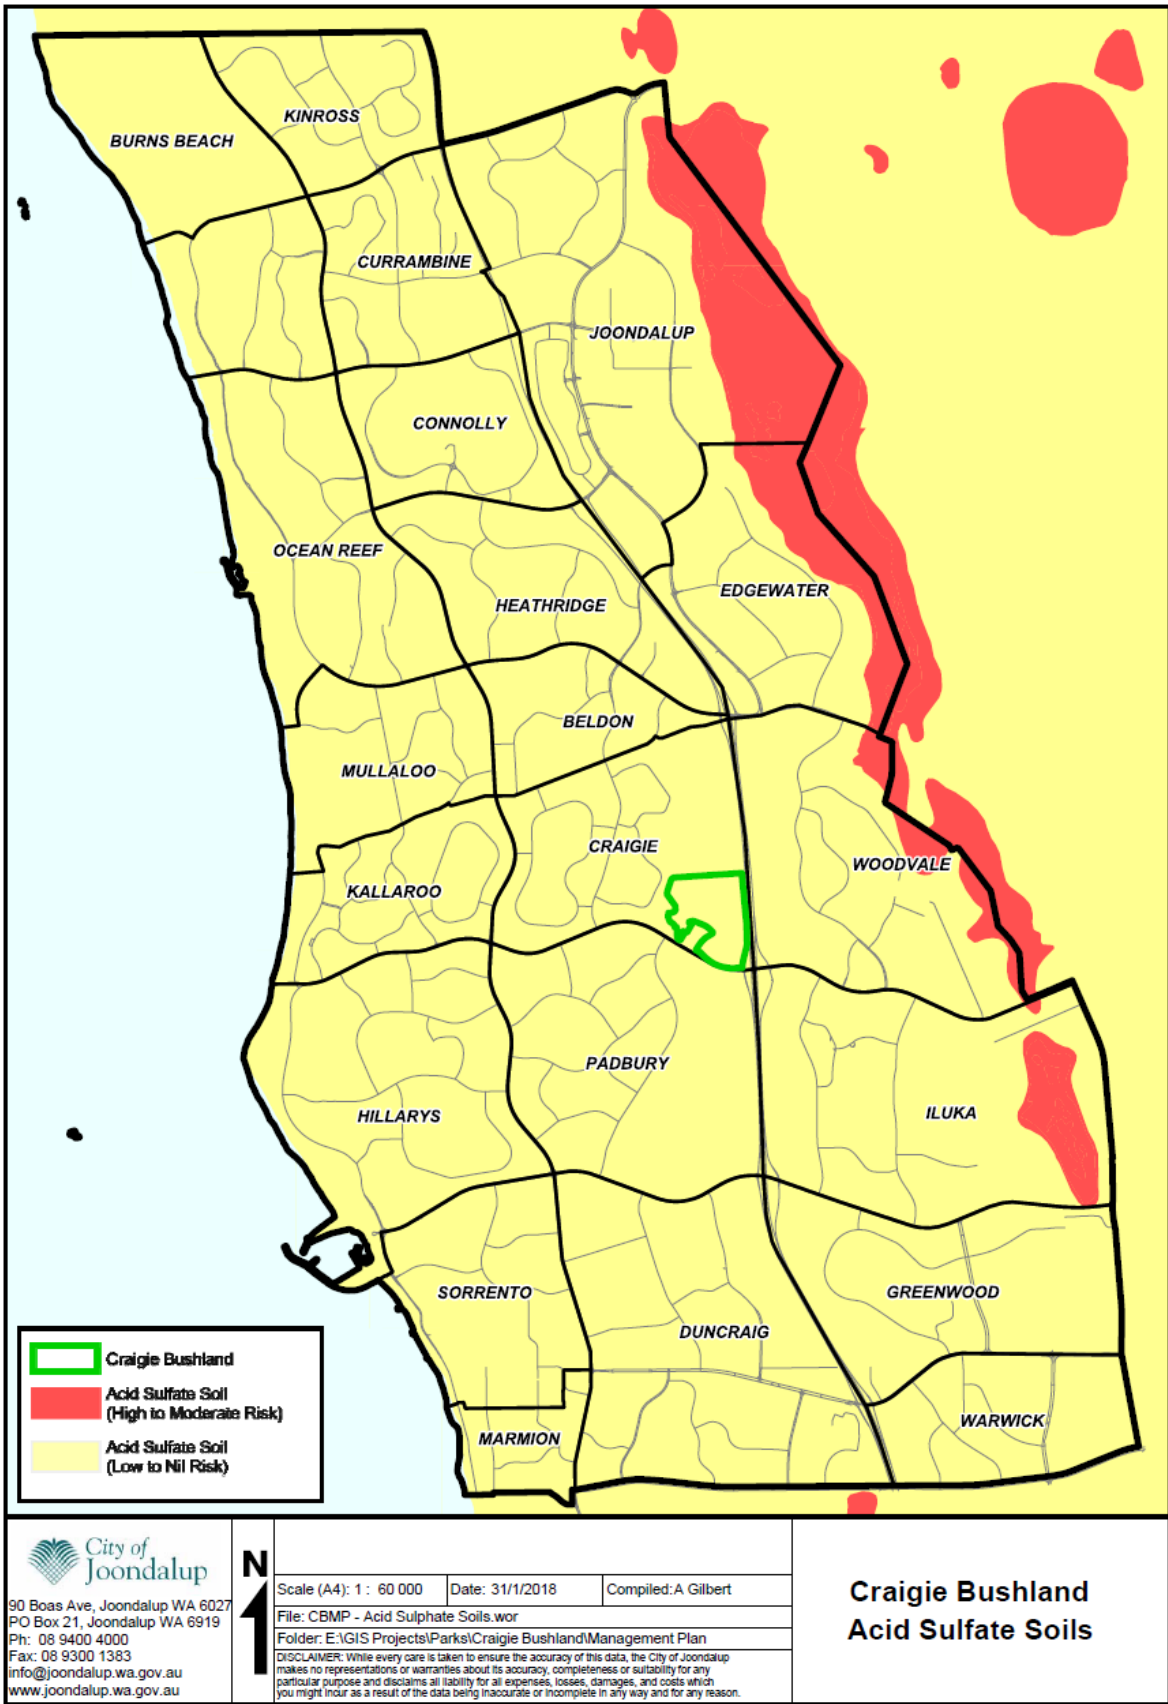 KINROSS
BURNS BEACH
CURRAMBINE
JOONDALUP
CONNOLLY
OCEAN REEF
EDGEWATER
HEATHRIDGE
BELDON
MULLALOO
CRAIGIE
WOODVALE
KALLAROO
PADBURY
ILUKA
HILLARYS
SORRENTO
GREENWOOD
DUNCRAIG
WARWICK
MARMION
Craigie Bushland
Acid Sulfate Soil
(High to Moderate Risk)
Acid Sulfate Soil
(Low to Nil Risk)
City of
Joondalup
90 Boas Ave, Joondalup WA 6027
PO Box 21, Joondalup WA 6919
Ph: 08 9400 4000
Fax: 08 9300 1383
info@joondalup.wa.gov.au
www.joondalup.wa.gov.au
N
Scale (A4): 1 : 60 000
Date: 31/1/2018
Compiled:A Gilbert
File: CBMP - Acid Sulphate Soils.wor
Folder: E:\GIS Projects\Parks\Craigie Bushland\Management Plan
DISCLAIMER: While every care is taken to ensure the accuracy of this data, the City of Joondalup
makes no representations or warranties about its accuracy, completeness or suitability for any
particular purpose and disclaims all liability for all expenses, losses, damages, and costs which
you might incur as a result of the data being inaccurate or incomplete in any way and for any reason.
Craigie Bushland
Acid Sulfate Soils